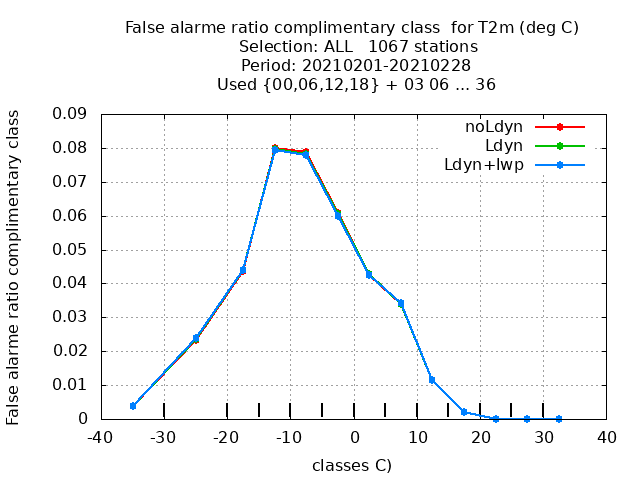 False alarme ratio complimentary class  for T2m (deg C)
Selection: ALL   1067 stations
Period: 20210201-20210228
Used {00,06,12,18} + 03 06 ... 36
False alarme ratio complimentary class
0.09
0.08
0.07
0.06
0.05
0.04
0.03
0.02
0.01
0
noLdyn
Ldyn
Ldyn+lwp
-40 -30 -20 -10 0 10 20 30 40
classes C)